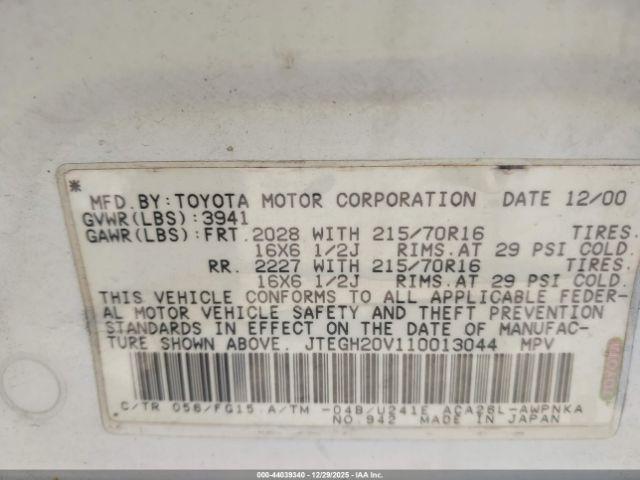 * MFD.BY:TOYOTA MOTOR CORPORATION DATE 12/00
GVWR(LBS):3941
GAWR(LBS):FRT.2028 WITH 215/70R16 TIRES.
16X6 1/2J RIMS.AT 29 PSI COLD.
RR. 2227 WITH 215/70R16 TIRES.
16X6 1/2J RIMS.AT 29 PSI COLD.
THIS VEHICLE CONFORMS TO ALL APPLICABLE FEDER-
AL MOTOR VEHICLE SAFETY AND THEFT PREVENTION
STANDARDS IN EFFECT ON THE DATE OF MANUFAC-
TURE SHOWN ABOVE. JTEGH20V110013044 MPV
TOYOTA
C/TR 056/FG15 A/TM -04B/U241E ACA26L-AWPNKA
NO.942 MADE IN JAPAN
000-44039340 - 12/29/2025 - IAAI, Inc.